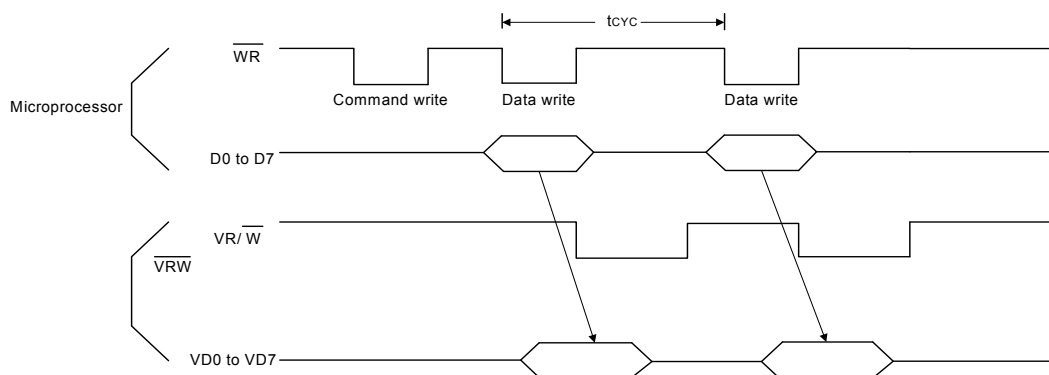 tCYC
WR
Command write
Data write
Data write
Microprocessor
D0 to D7
VR/ W
VRW
VD0 to VD7